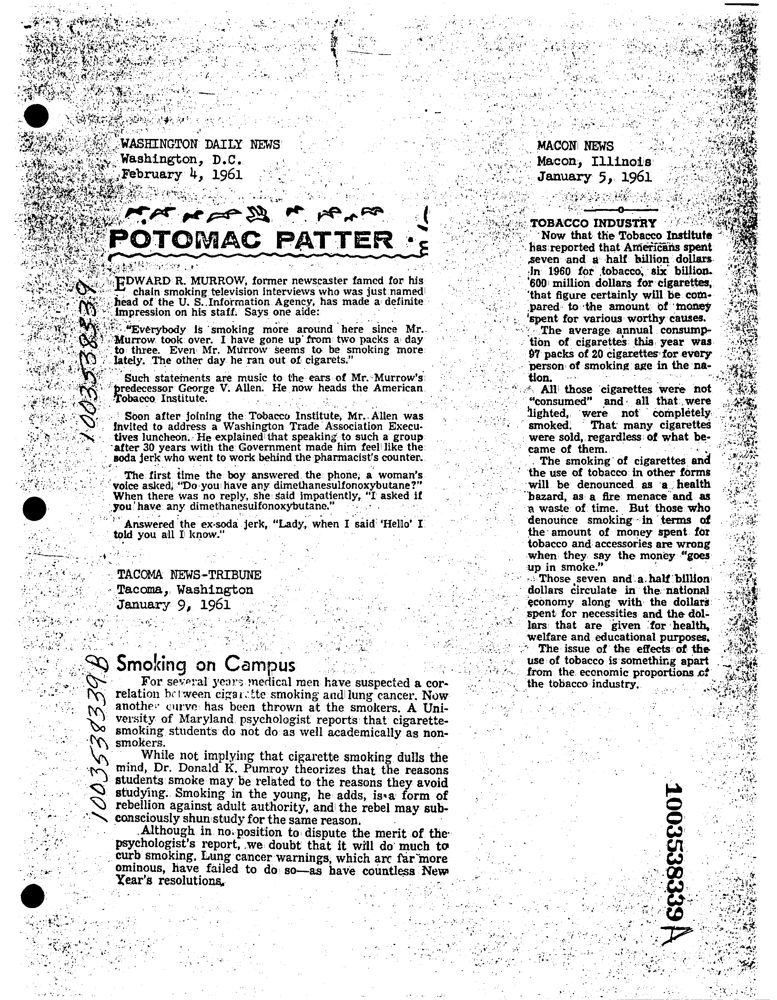 WASHINGTON DAILY NEWS
Washington, D.C.
February 4, 1961
POTOMAC PATTER
EDWARD R. MURROW, former newscaster famed for his
chain smoking television interviews who was just named
head of the U. S. Information Agency, has made a definite
impression on his staff. Says one aide:
"Everybody is smoking more around here since Mr.
Murrow took over. I have gone up from two packs a day
to three. Even Mr. Murrow seems to be smoking more
lately. The other day he ran out of cigarets."
Such statements are music to the ears of Mr. Murrow's
predecessor George V. Allen. He now heads the American
Tobacco Institute.
Soon after joining the Tobacco Institute, Mr. Allen was
invited to address a Washington Trade Association Execu-
tives luncheon. He explained that speaking to such a group
after 30 years with the Government made him feel like the
soda jerk who went to work behind the pharmacist's counter.
The first time the boy answered the phone, a woman's
voice asked, "Do you have any dimethanesulfonoxybutane?"
When there was no reply, she said impatiently, "I asked if
you have any dimethanesulfonoxybutane."
Answered the ex-soda jerk, "Lady, when I said 'Hello' I
told you all I know."
1003538339
TACOMA NEWS-TRIBUNE
Tacoma, Washington
January 9, 1961
Smoking on Campus
For several years medical men have suspected a cor-
relation between cigarette smoking and lung cancer. Now
another curve has been thrown at the smokers. A Uni-
versity of Maryland psychologist reports that cigarette-
smoking students do not do as well academically as non-
smokers.
While not implying that cigarette smoking dulls the
mind, Dr. Donald K. Pumroy theorizes that the reasons
students smoke may be related to the reasons they avoid
studying. Smoking in the young, he adds, is a form of
rebellion against adult authority, and the rebel may sub-
consciously shun study for the same reason.
Although in no position to dispute the merit of the
psychologist's report, we doubt that it will do much to
curb smoking. Lung cancer warnings, which are far more
ominous, have failed to do so—as have countless New
Year's resolutions.
1003538339B
MACON NEWS
Macon, Illinois
January 5, 1961
TOBACCO INDUSTRY
Now that the Tobacco Institute
has reported that Americans spent
seven and a half billion dollars
in 1960 for tobacco, six billion
600 million dollars for cigarettes,
that figure certainly will be com-
pared to the amount of money
spent for various worthy causes.
The average annual consump-
tion of cigarettes this year was
97 packs of 20 cigarettes for every
person of smoking age in the na-
tion.
All those cigarettes were not
"consumed" and all that were
lighted, were not completely
smoked. That many cigarettes
were sold, regardless of what be-
came of them.
The smoking of cigarettes and
the use of tobacco in other forms
will be denounced as a health
hazard, as a fire menace and as
a waste of time. But those who
denounce smoking in terms of
the amount of money spent for
tobacco and accessories are wrong
when they say the money "goes
up in smoke."
Those seven and a half billion
dollars circulate in the national
economy along with the dollars
spent for necessities and the dol-
lars that are given for health,
welfare and educational purposes.
The issue of the effects of the
use of tobacco is something apart
from the economic proportions of
the tobacco industry.
1003538339A